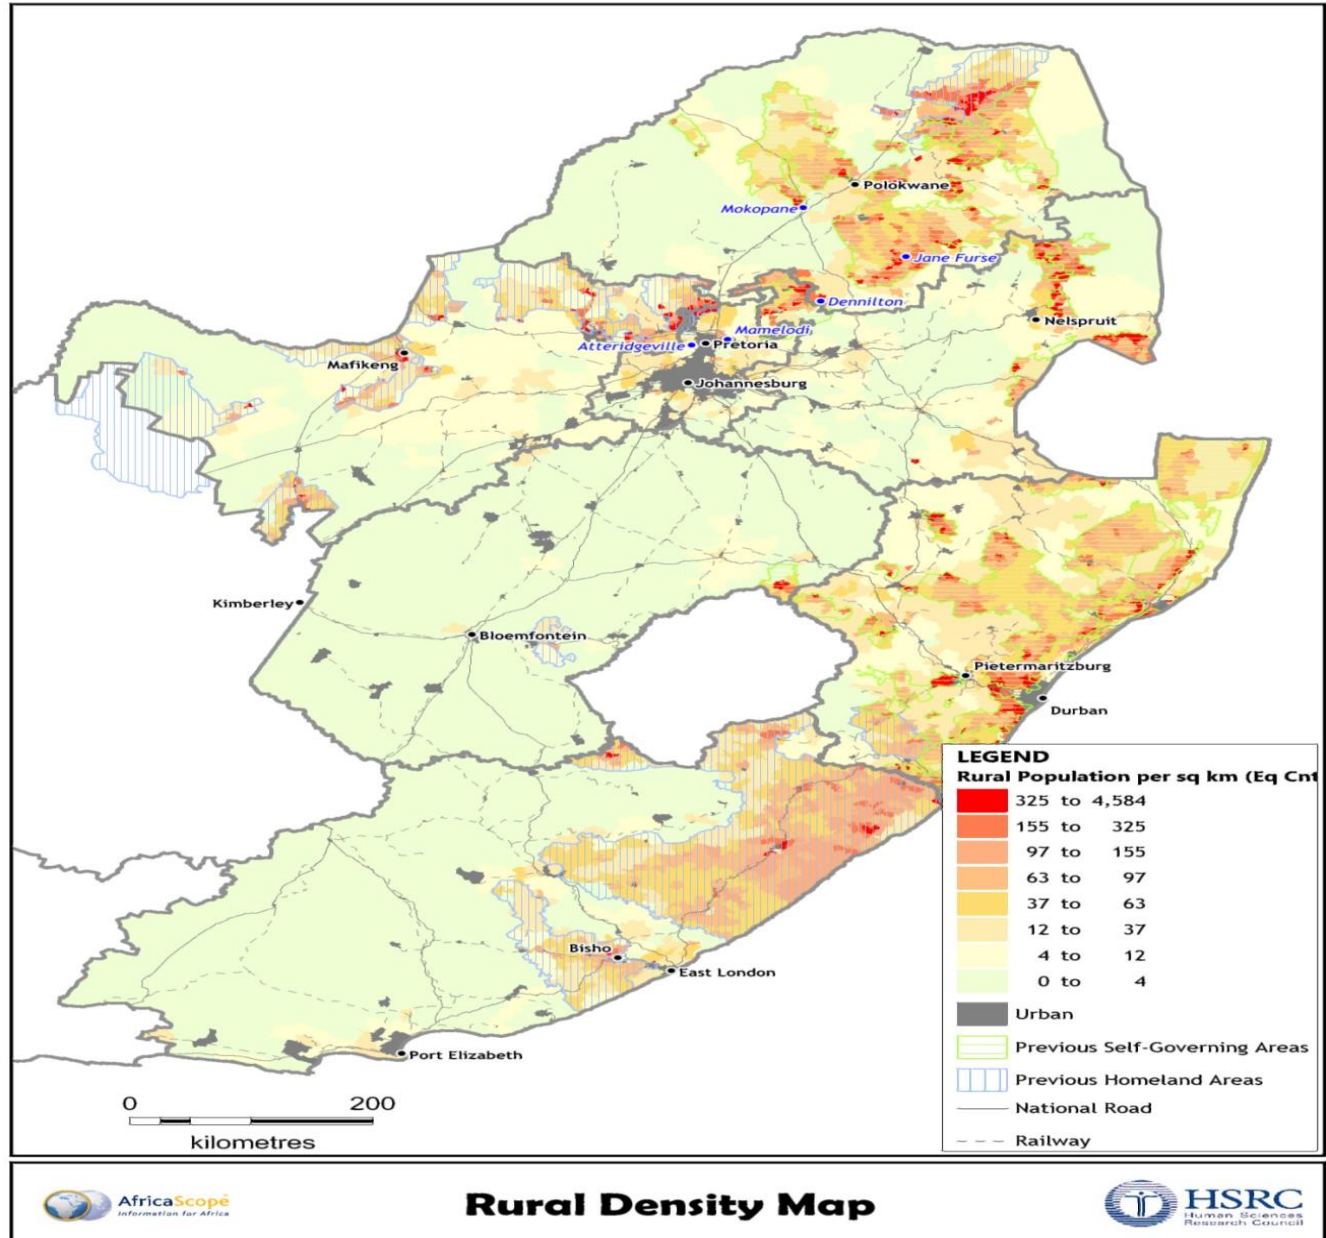 Polokwane
Mokopane
Jane Furse
Dennilton
Nelspruit
Mamelodi
Atteridgeville
Pretoria
Mafikeng
Johannesburg
Kimberley
Bloemfontein
Pietermaritzburg
Durban
Bisho
East London
Port Elizabeth
0 200
kilometres
LEGEND
Rural Population per sq km (Eq Cnt
325 to 4,584
155 to 325
97 to 155
63 to 97
37 to 63
12 to 37
4 to 12
0 to 4
Urban
Previous Self-Governing Areas
Previous Homeland Areas
National Road
Railway
AfricaScope
Information for Africa
Rural Density Map
HSRC
Human Sciences
Research Council